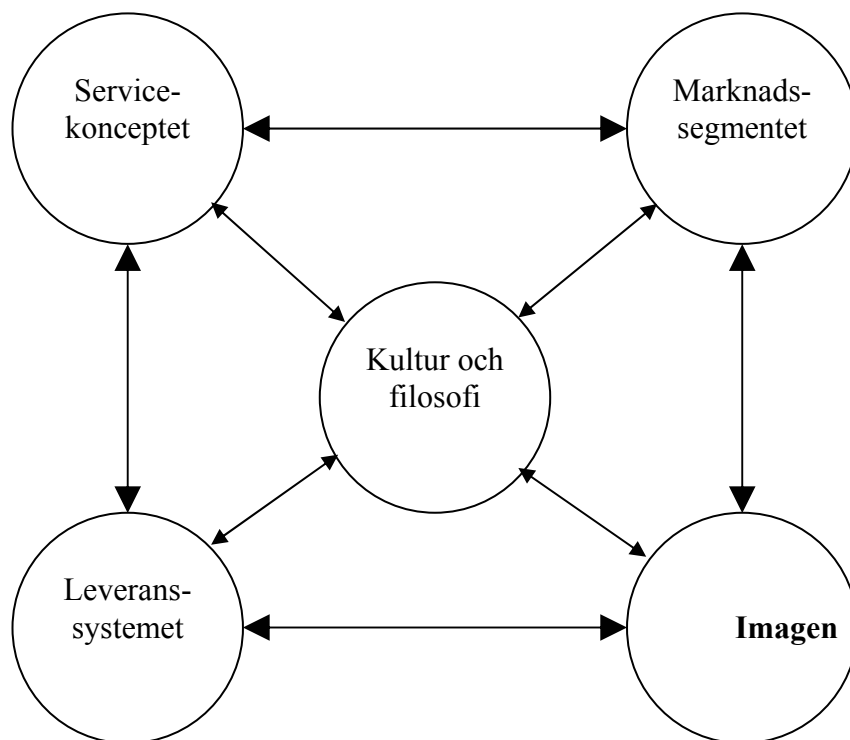 Service-
konceptet
Marknads-
segmentet
Kultur och
filosofi
Leverans-
systemet
Imagen